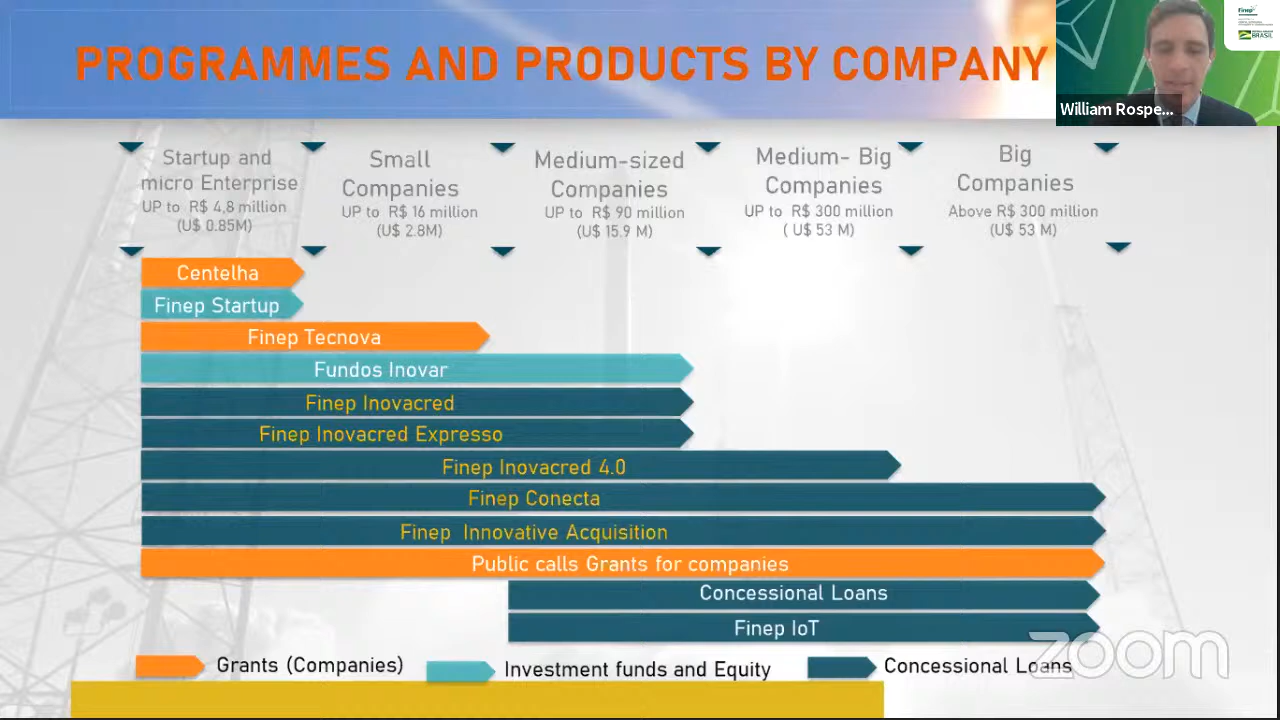 PROGRAMMES AND PRODUCTS BY COMPANY
Finep
BRASIL
William Rospe...
Startup and
micro Enterprise
UP to R$ 4,8 million
(U$ 0.85M)
Small
Companies
UP to R$ 16 million
(U$ 2.8M)
Medium-sized
Companies
UP to R$ 90 million
(U$ 15.9 M)
Medium- Big
Companies
UP to R$ 300 million
( U$ 53 M)
Big
Companies
Above R$ 300 million
(U$ 53 M)
Centelha
Finep Startup
Finep Tecnova
Fundos Inovar
Finep Inovacred
Finep Inovacred Expresso
Finep Inovacred 4.0
Finep Conecta
Finep Innovative Acquisition
Public calls Grants for companies
Concessional Loans
Finep IoT
Grants (Companies)
Investment funds and Equity
Concessional Loans
zoom